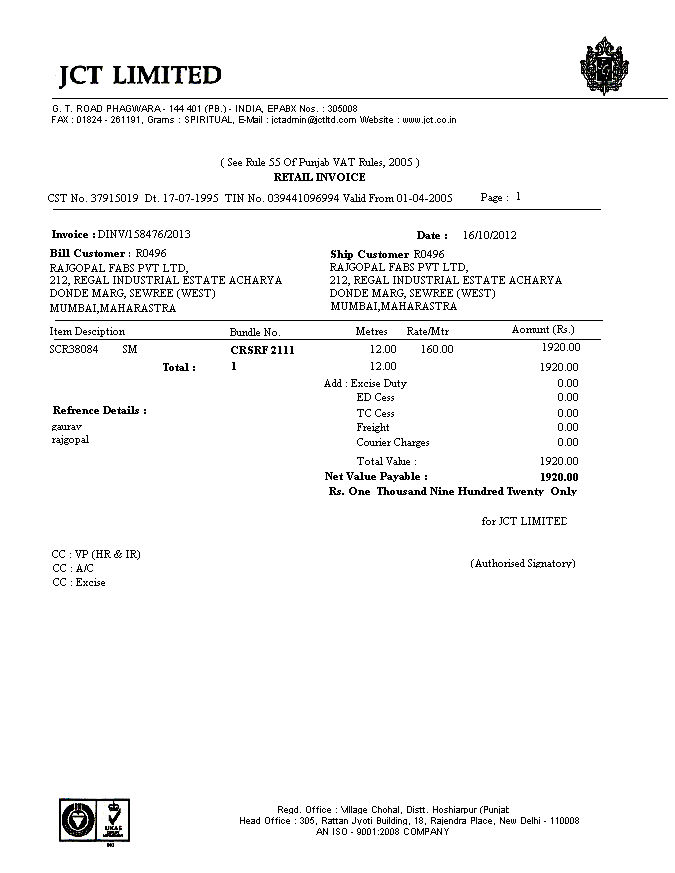 JCT LIMITED
G. T. ROAD PHAGWARA - 144 401 (PB.) - INDIA, EPABX Nos. : 305008
FAX : 01824 - 261191, Grams : SPIRITUAL, E-Mail : jctadmin@jctltd.com Website : www.jct.co.in
( See Rule 55 Of Punjab VAT Rules, 2005 )
RETAIL INVOICE
CST No. 37915019 Dt. 17-07-1995 TIN No. 039441096994 Valid From 01-04-2005 Page : 1
Invoice : DINV/158476/2013 Date : 16/10/2012
Bill Customer : R0496 Ship Customer R0496
RAJGOPAL FABS PVT LTD, RAJGOPAL FABS PVT LTD,
212, REGAL INDUSTRIAL ESTATE ACHARYA 212, REGAL INDUSTRIAL ESTATE ACHARYA
DONDE MARG, SEWREE (WEST) DONDE MARG, SEWREE (WEST)
MUMBAI,MAHARASTRA MUMBAI,MAHARASTRA
Item Desciption Bundle No. Metres Rate/Mtr Aomunt (Rs.)
SCR38084 SM CRSRF 2111 12.00 160.00 1920.00
Total : 1 12.00 1920.00
Add : Excise Duty 0.00
ED Cess 0.00
Refrence Details : TC Cess 0.00
gaurav Freight 0.00
rajgopal Courier Charges 0.00
Total Value : 1920.00
Net Value Payable : 1920.00
Rs. One Thousand Nine Hundred Twenty Only
for JCT LIMITED
CC : VP (HR & IR)
(Authorised Signatory)
CC : A/C
CC : Excise
UKAS
Regd. Office : Village Chohal, Distt. Hoshiarpur (Punjab
Head Office : 305, Rattan Jyoti Building, 18, Rajendra Place, New Delhi - 110008
AN ISO - 9001:2008 COMPANY